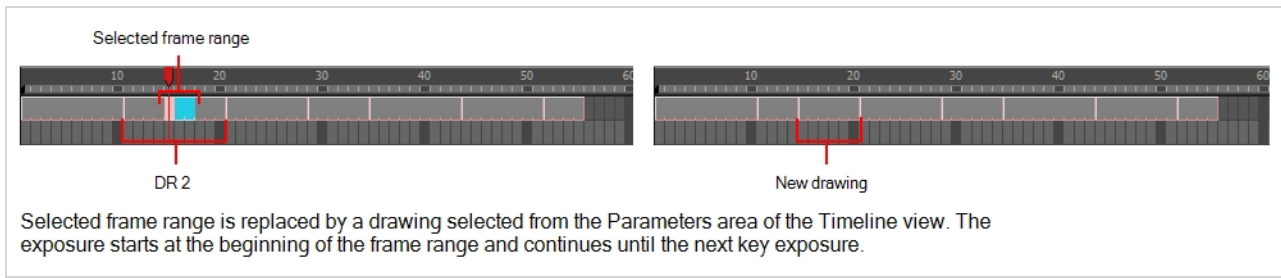 Selected frame range
10 20 30 40 50 60
10 20 30 40 50 60
DR 2
New drawing
Selected frame range is replaced by a drawing selected from the Parameters area of the Timeline view. The
exposure starts at the beginning of the frame range and continues until the next key exposure.